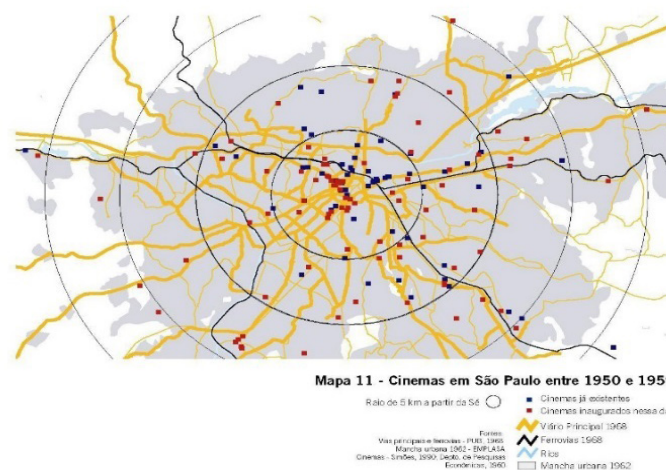 Mapa 11 - Cinemas em São Paulo entre 1950 e 195
Raio de 5 km a partir da Sé
Cinemas já existentes
Cinemas inaugurados nessa
Viário Principal 1968
Ferrovias 1968
Rios
Mancha urbana 1962
Fontes:
Vias principais e ferrovias - PUB, 1968
Mancha urbana 1962 - EMPLASA
Cinemas - Simões, 1990; Depto. de Pesquisas
Econômicas, 1960.